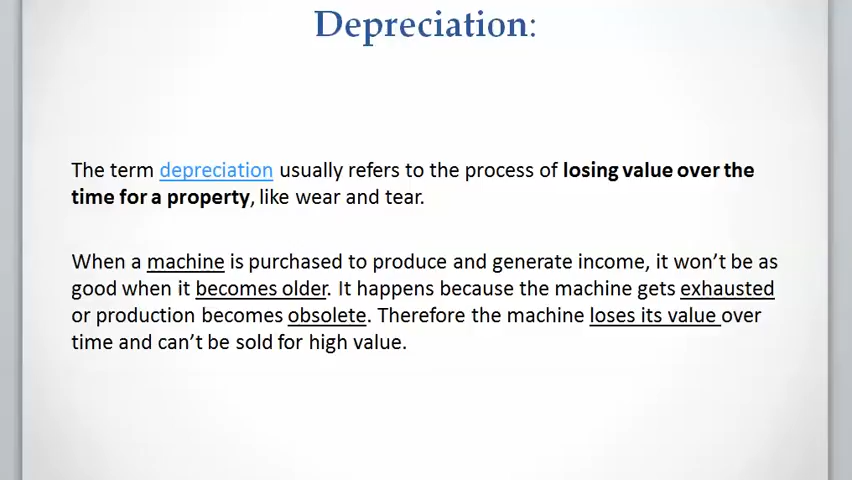 Depreciation:
The term depreciation usually refers to the process of losing value over the
time for a property, like wear and tear.
When a machine is purchased to produce and generate income, it won’t be as
good when it becomes older. It happens because the machine gets exhausted
or production becomes obsolete. Therefore the machine loses its value over
time and can’t be sold for high value.